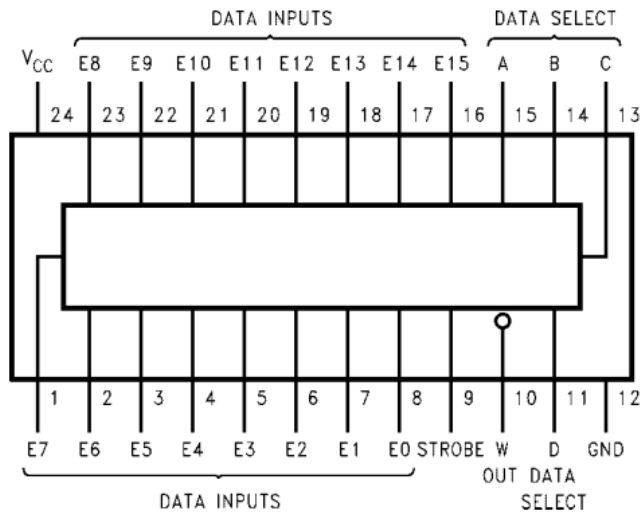 DATA INPUTS DATA SELECT
VCC E8 E9 E10 E11 E12 E13 E14 E15 A B C
24 23 22 21 20 19 18 17 16 15 14 13
1 2 3 4 5 6 7 8 9 10 11 12
E7 E6 E5 E4 E3 E2 E1 E0 STROBE W D GND
OUT DATA
DATA INPUTS SELECT